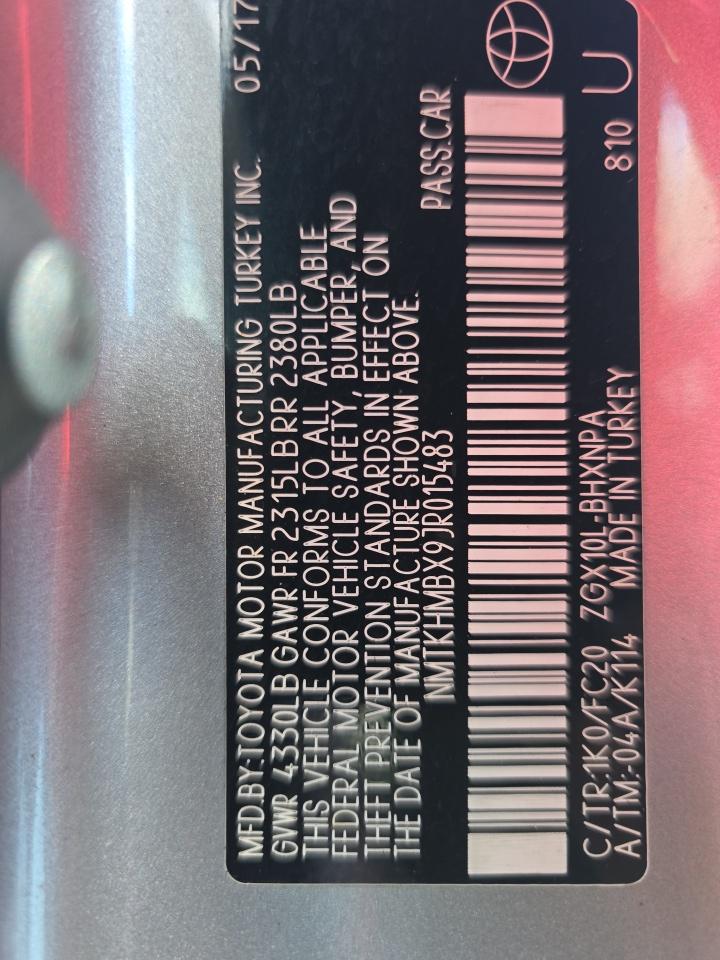 MFD.BY:TOYOTA MOTOR MANUFACTURING TURKEY INC. 05/17
GVWR 4330LB GAWR FR 2315LB RR 2380LB
THIS VEHICLE CONFORMS TO ALL APPLICABLE
FEDERAL MOTOR VEHICLE SAFETY, BUMPER, AND
THEFT PREVENTION STANDARDS IN EFFECT ON
THE DATE OF MANUFACTURE SHOWN ABOVE.
NMTKHMBX9JR015483 PASS.CAR
C/TR:1K0/FC20 ZGX10L-BHXNPA 810 U
A/TM:-04A/K114 MADE IN TURKEY